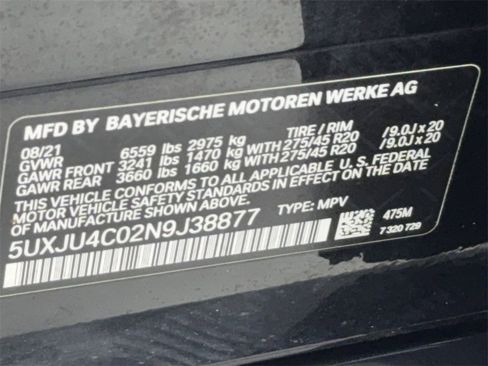 MFD BY BAYERISCHE MOTOREN WERKE AG
08/21 TIRE / RIM
GVWR 6559 lbs 2975 kg
GAWR FRONT 3241 lbs 1470 kg WITH 275/45 R20 /9.0J x 20
GAWR REAR 3660 lbs 1660 kg WITH 275/45 R20 /9.0J x 20
THIS VEHICLE CONFORMS TO ALL APPLICABLE U.S. FEDERAL
MOTOR VEHICLE SAFETY STANDARDS IN EFFECT ON THE DATE
OF MANUFACTURE SHOWN ABOVE.
5UXJU4C02N9J38877 TYPE: MPV
475M
7 320 729